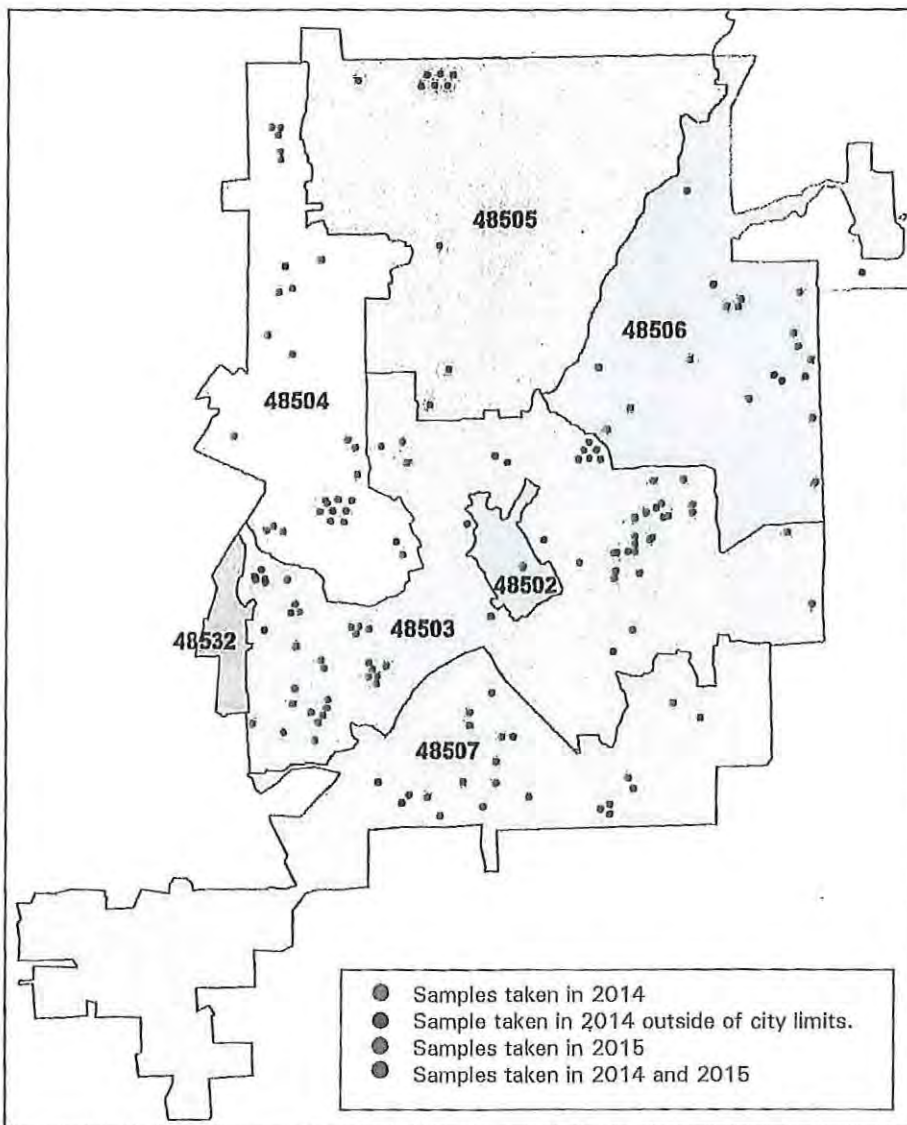 48505
48506
48504
48502
48503
48532
48507
Samples taken in 2014
Sample taken in 2014 outside of city limits.
Samples taken in 2015
Samples taken in 2014 and 2015